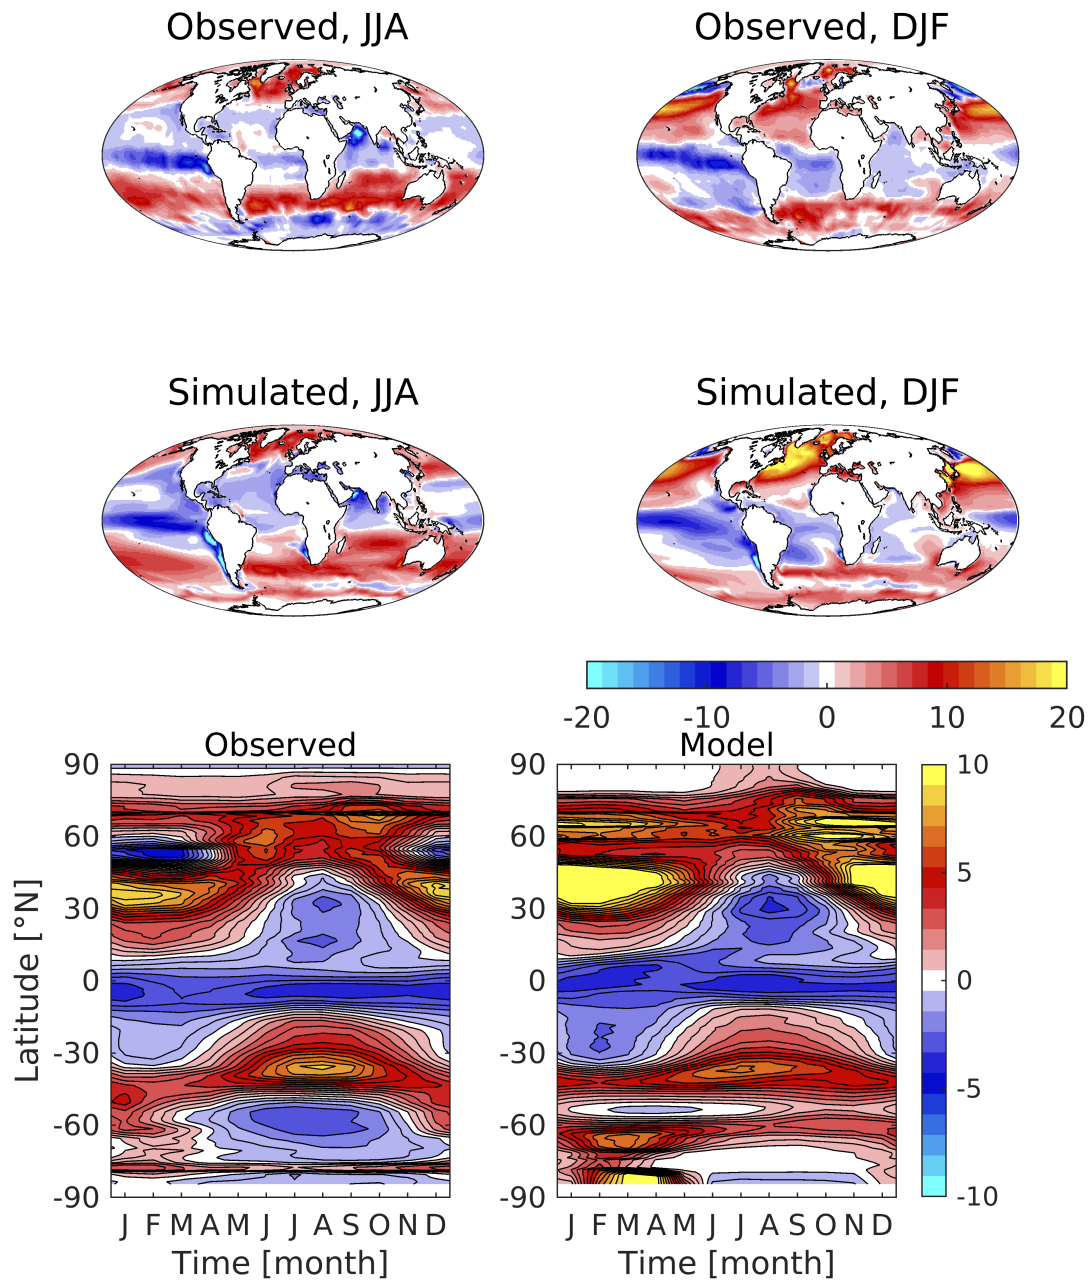 Observed, JJA
Observed, DJF
Simulated, JJA
Simulated, DJF
-20 -10 0 10 20
Observed
Model
90
60
30
0
-30
-60
-90
Latitude [°N]
J F M A M J J A S O N D
Time [month]
90
60
30
0
-30
-60
-90
J F M A M J J A S O N D
Time [month]
10
5
0
-5
-10